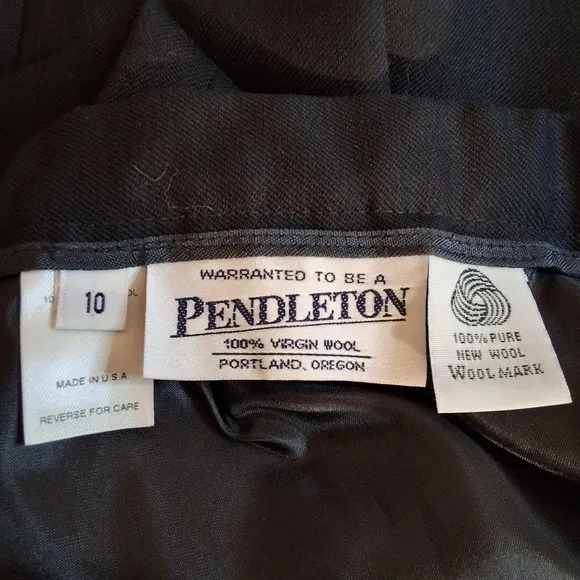 10
MADE IN U.S.A
REVERSE FOR CARE
WARRANTED TO BE A
PENDLETON
100% VIRGIN WOOL
PORTLAND, OREGON
100% PURE
NEW WOOL
WOOLMARK